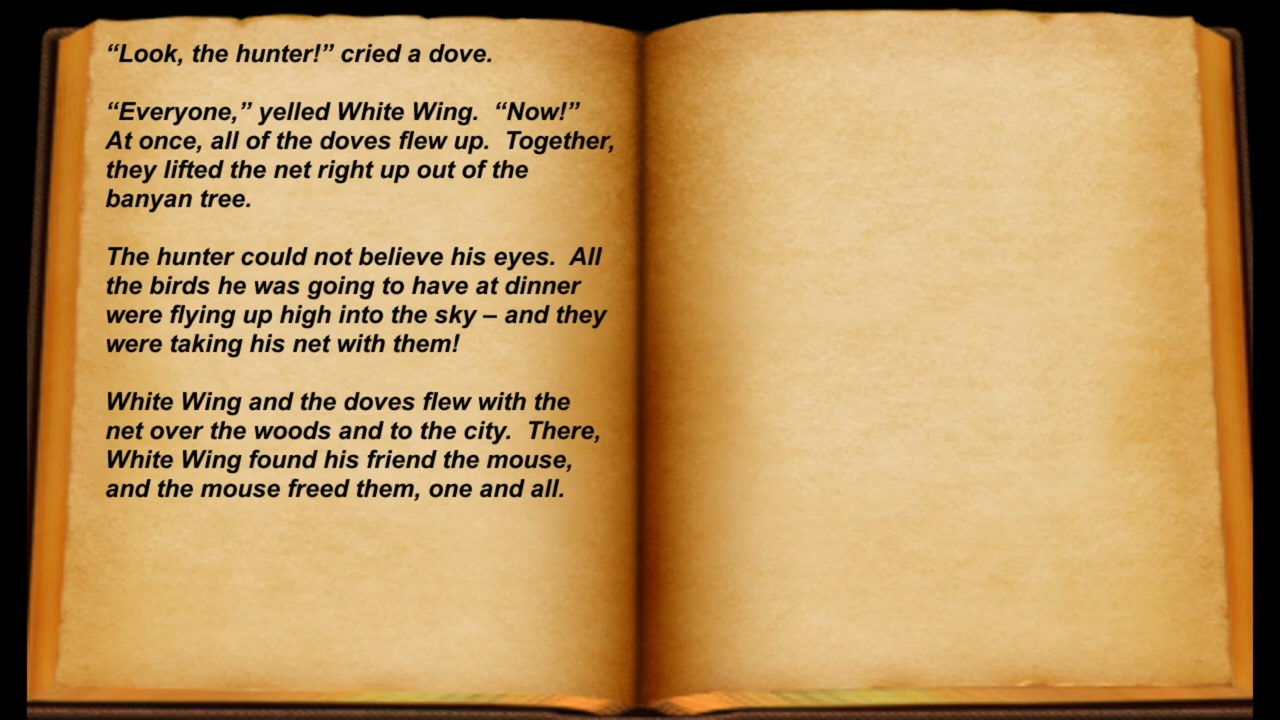 “Look, the hunter!” cried a dove.
“Everyone,” yelled White Wing.  “Now!”
At once, all of the doves flew up.  Together,
they lifted the net right up out of the
banyan tree.
The hunter could not believe his eyes.  All
the birds he was going to have at dinner
were flying up high into the sky – and they
were taking his net with them!
White Wing and the doves flew with the
net over the woods and to the city.  There,
White Wing found his friend the mouse,
and the mouse freed them, one and all.